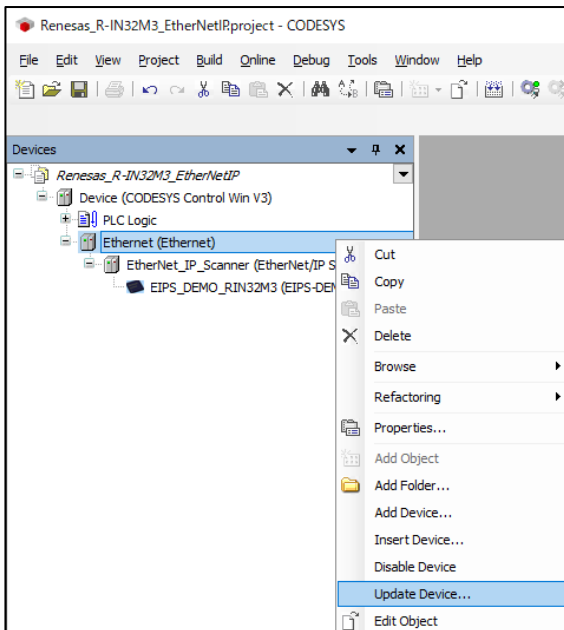 Renesas_R-IN32M3_EtherNetIP.project - CODESYS
File Edit View Project Build Online Debug Tools Window Help
Devices
Renesas_R-IN32M3_EtherNetIP
Device (CODESYS Control Win V3)
PLC Logic
Ethernet (Ethernet)
EtherNet_IP_Scanner (EtherNet/IP S
EIPS_DEMO_RIN32M3 (EIPS-DEM
Cut
Copy
Paste
Delete
Browse
Refactoring
Properties...
Add Object
Add Folder...
Add Device...
Insert Device...
Disable Device
Update Device...
Edit Object